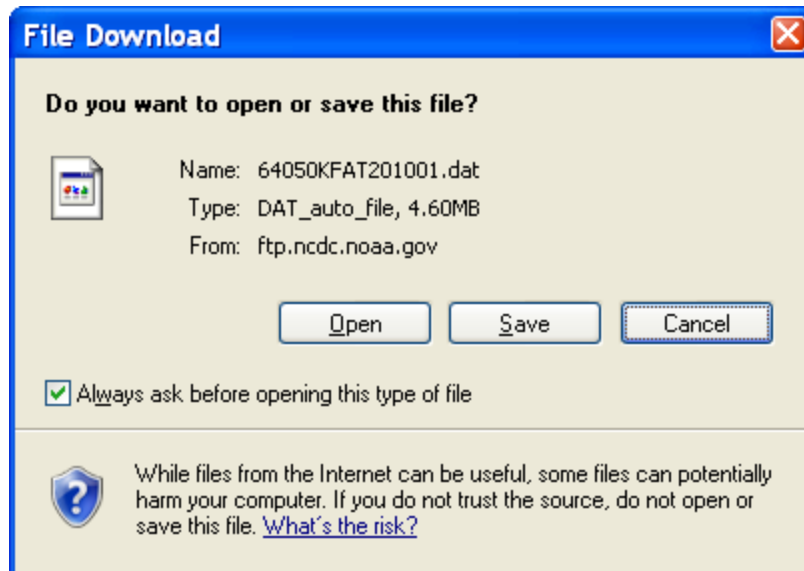 File Download
Do you want to open or save this file?
Name: 64050KFAT201001.dat
Type: DAT_auto_file, 4.60MB
From: ftp.ncdc.noaa.gov
Open Save Cancel
Always ask before opening this type of file
While files from the Internet can be useful, some files can potentially
harm your computer. If you do not trust the source, do not open or
save this file. What's the risk?